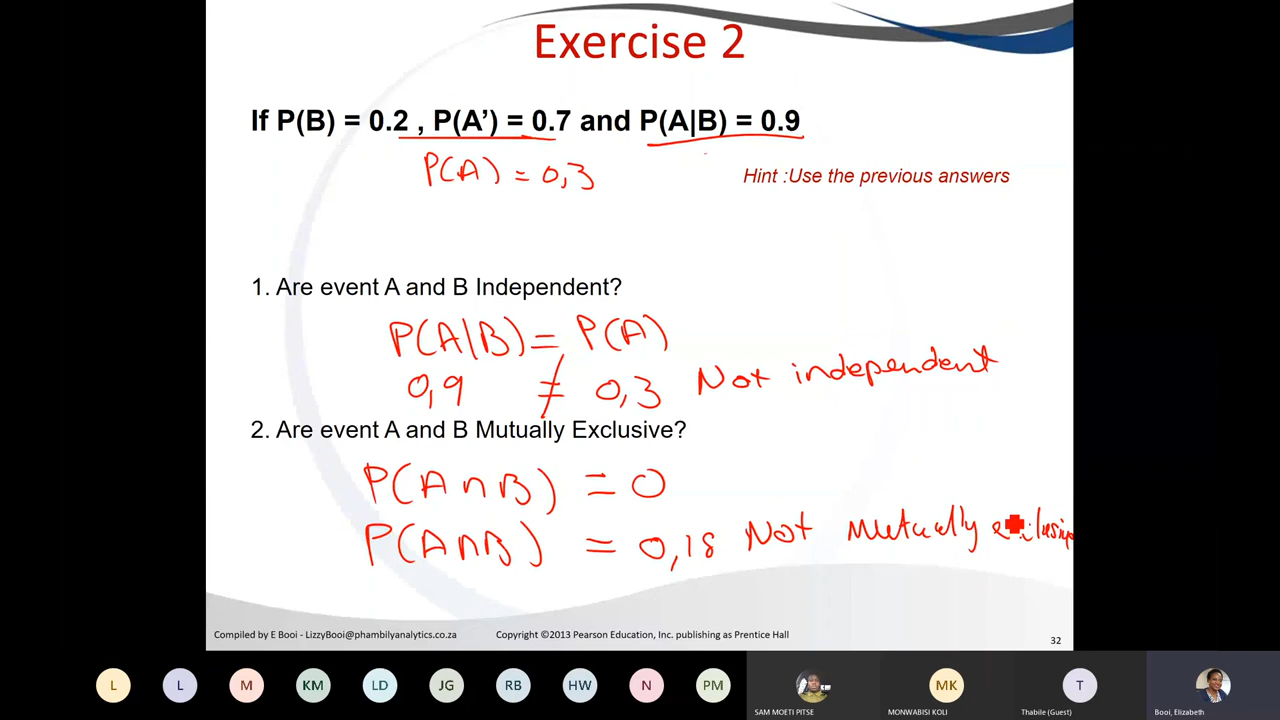 Exercise 2
If P(B) = 0.2 , P(A’) = 0.7 and P(A|B) = 0.9
P(A) = 0,3
Hint :Use the previous answers
1. Are event A and B Independent?
P(A|B) = P(A)
0,9 ≠ 0,3 Not independent
2. Are event A and B Mutually Exclusive?
P(A∩B) = 0
P(A∩B) = 0,18 Not Mutually
Compiled by E Booi - LizzyBooi@phambilyanalytics.co.za Copyright ©2013 Pearson Education, Inc. publishing as Prentice Hall
32
L L M KM LD JG RB HW N PM MK T
SAM MOETI PITSE MONWABISI KOLI Thabile (Guest) Booi, Elizabeth